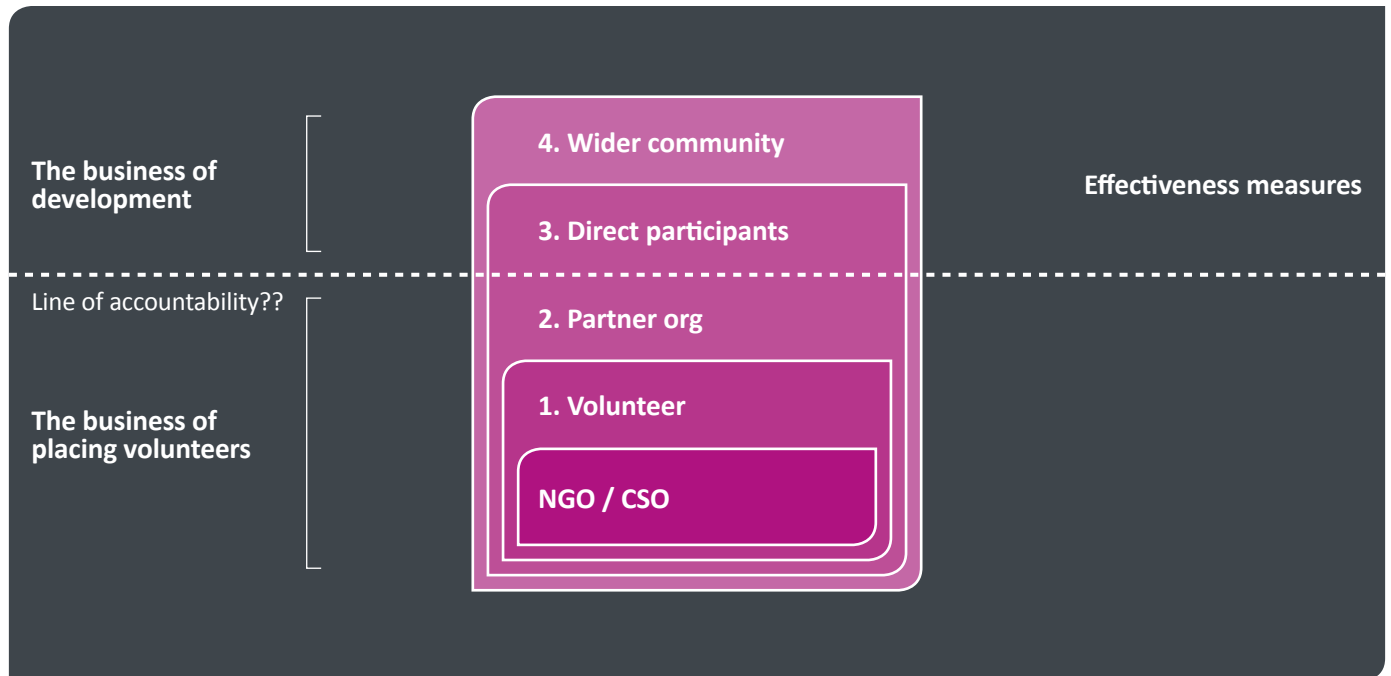 4. Wider community
The business of
development
Effectiveness measures
3. Direct participants
Line of accountability??
2. Partner org
1. Volunteer
The business of
placing volunteers
NGO / CSO